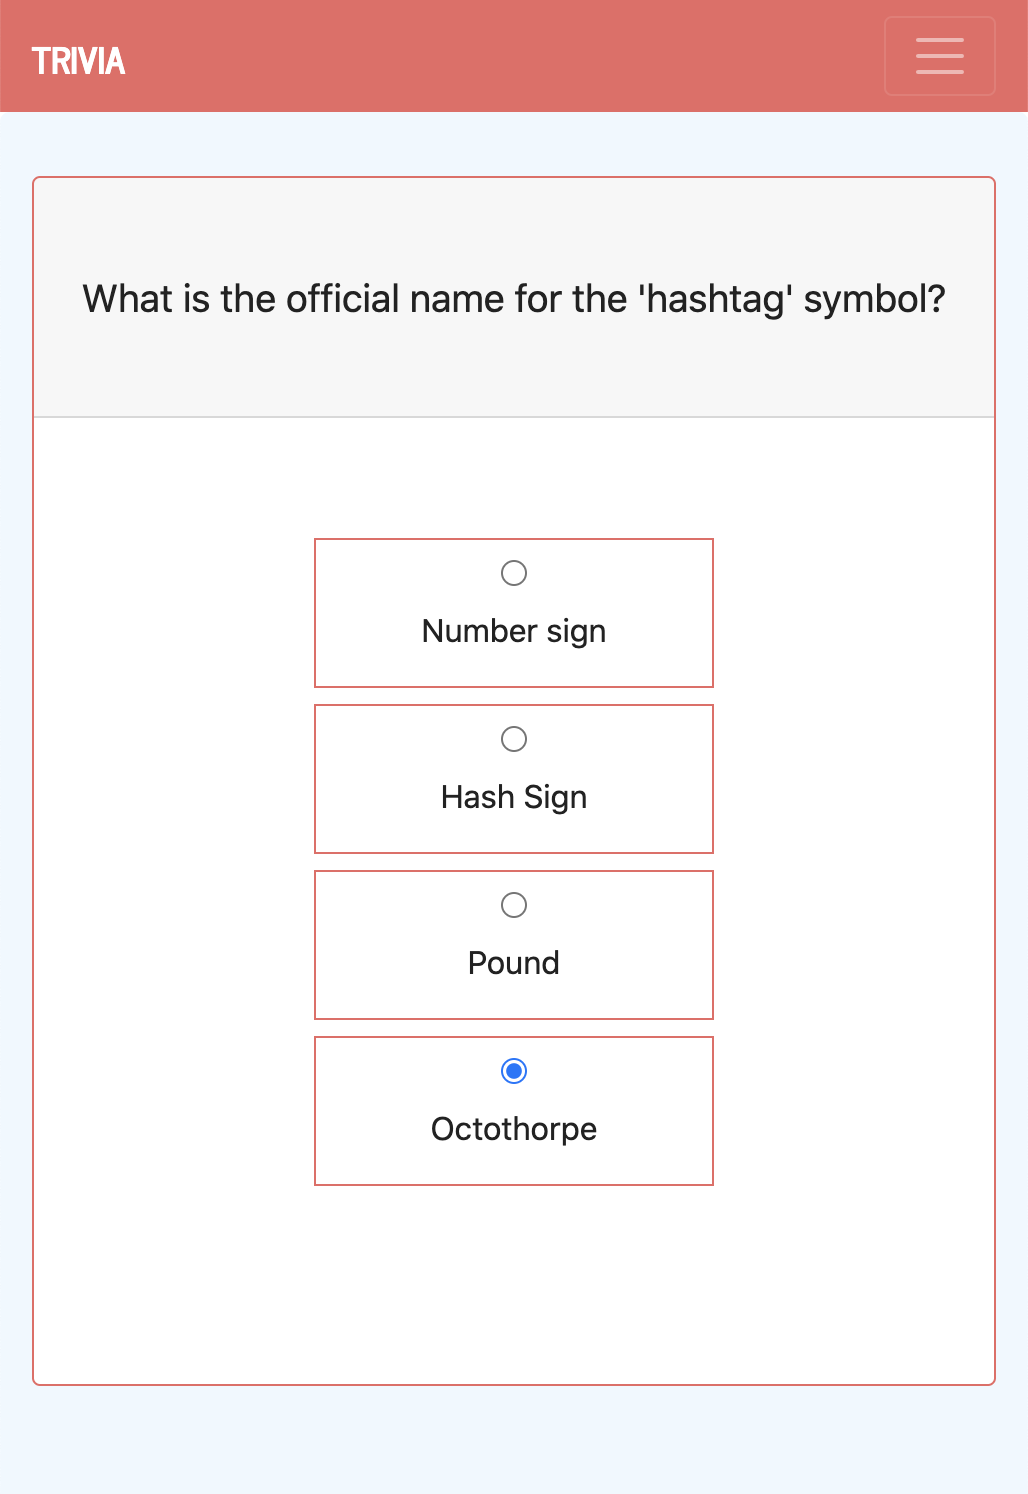 TRIVIA
What is the official name for the 'hashtag' symbol?
Number sign
Hash Sign
Pound
Octothorpe